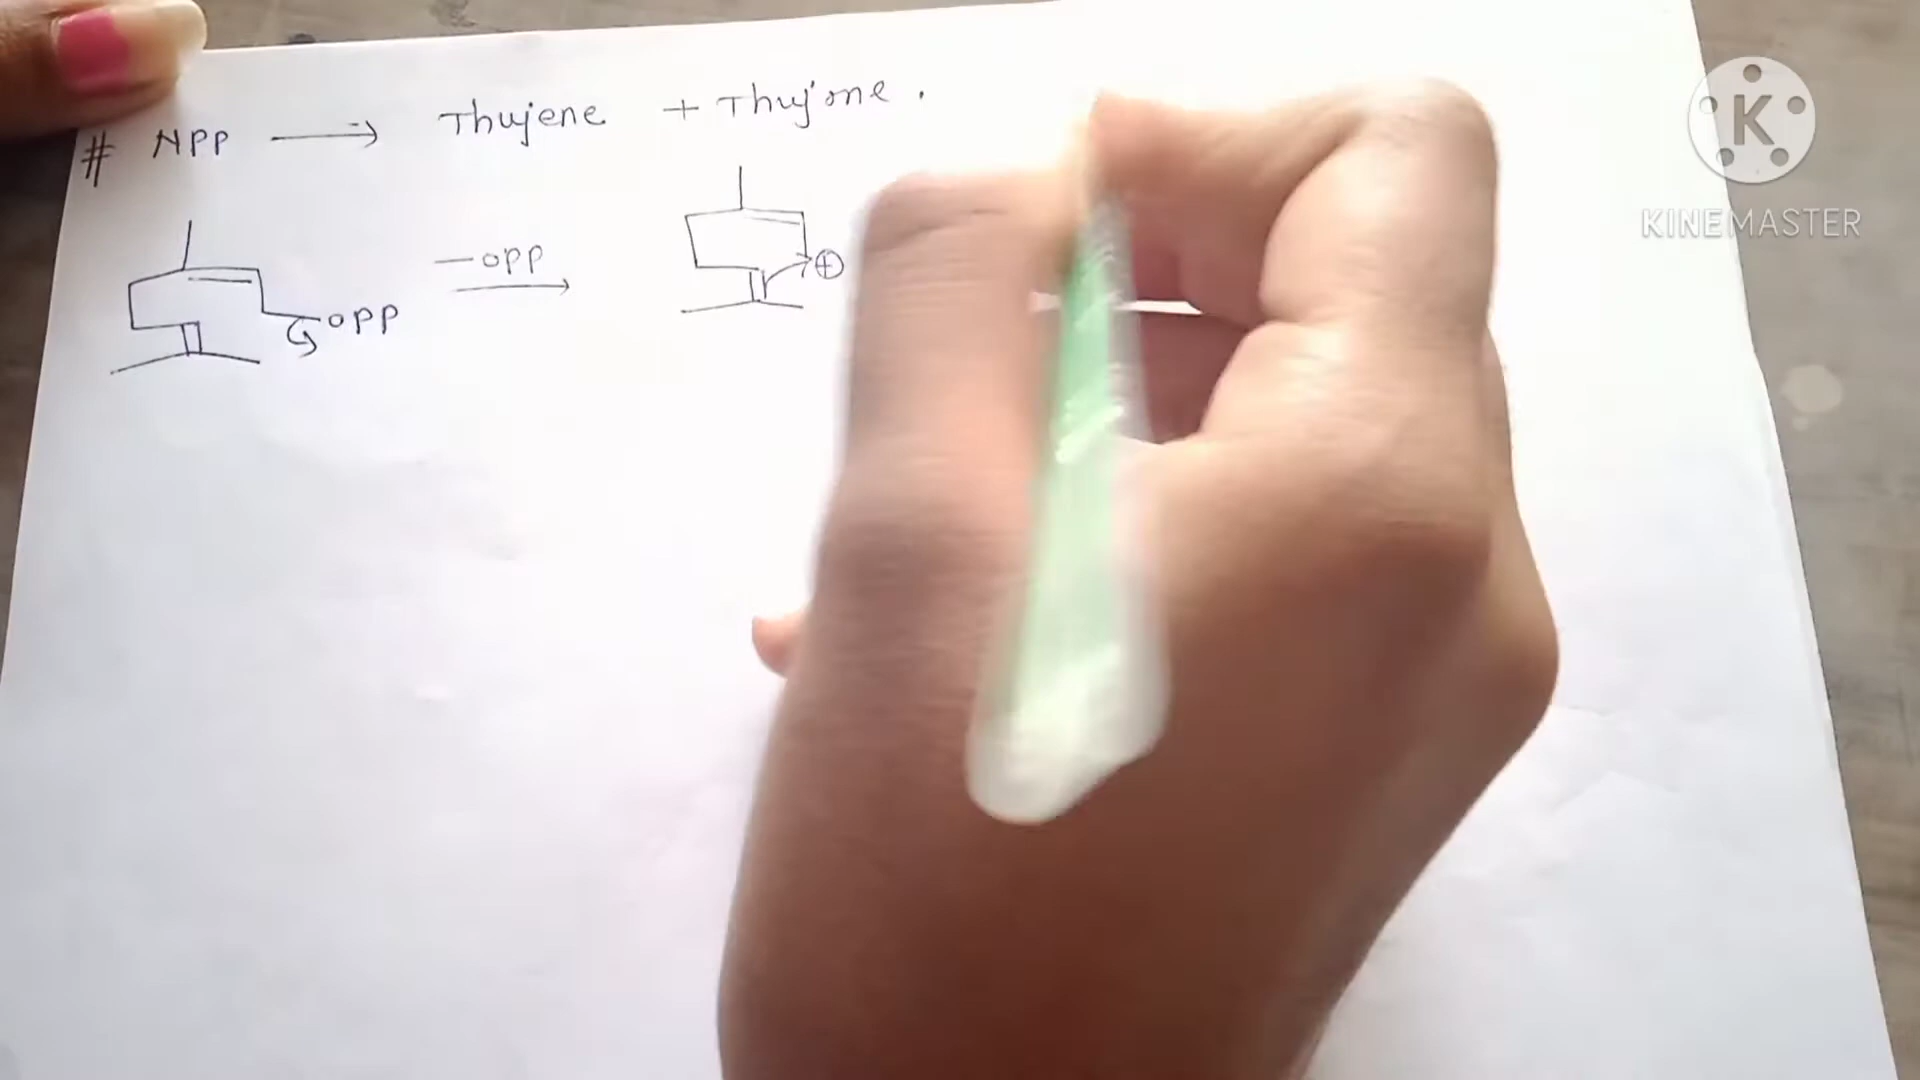 # NPP ⟶ Thujene + Thujone.
OPP
—OPP
⊕
K
KINEMASTER